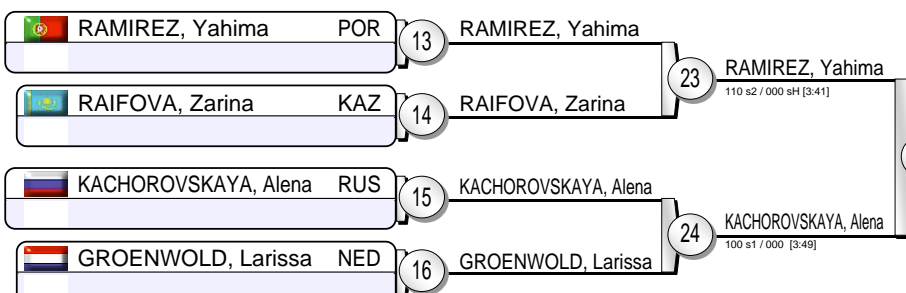 RAMIREZ, Yahima POR
13
RAMIREZ, Yahima
RAIFOVA, Zarina KAZ
14
RAIFOVA, Zarina
23
RAMIREZ, Yahima
110 s2 / 000 sH [3:41]
KACHOROVSKAYA, Alena RUS
15
KACHOROVSKAYA, Alena
GROENWOLD, Larissa NED
16
GROENWOLD, Larissa
24
KACHOROVSKAYA, Alena
100 s1 / 000 [3:49]